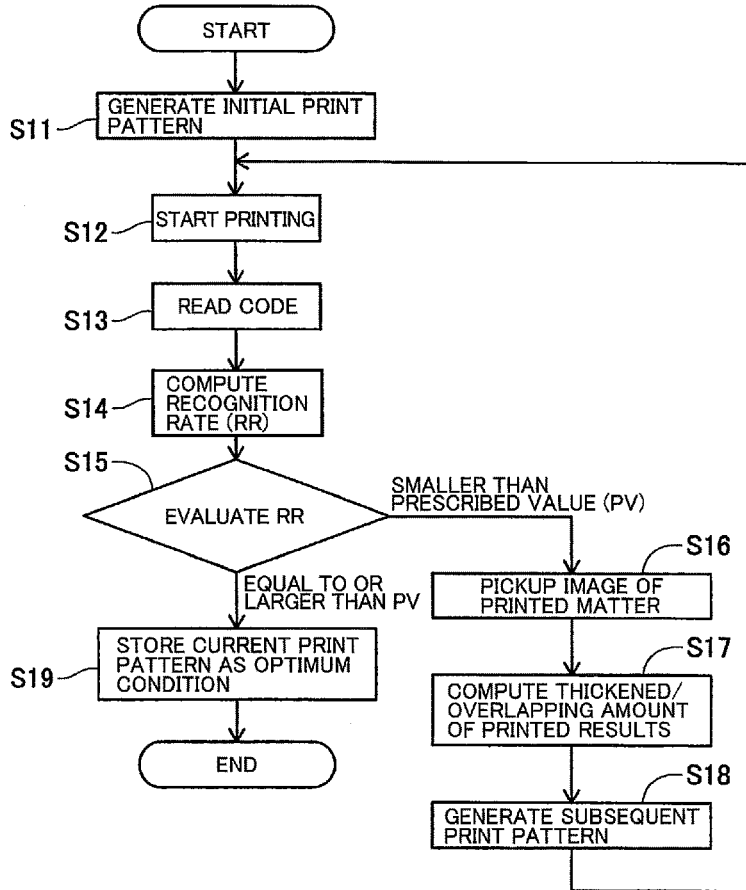 START
S11
GENERATE INITIAL PRINT
PATTERN
S12
START PRINTING
S13
READ CODE
S14
COMPUTE
RECOGNITION
RATE (RR)
S15
EVALUATE RR
SMALLER THAN
PRESCRIBED VALUE (PV)
EQUAL TO OR
LARGER THAN PV
S16
PICKUP IMAGE OF
PRINTED MATTER
S17
COMPUTE THICKENED/
OVERLAPPING AMOUNT
OF PRINTED RESULTS
S18
GENERATE SUBSEQUENT
PRINT PATTERN
S19
STORE CURRENT PRINT
PATTERN AS OPTIMUM
CONDITION
END